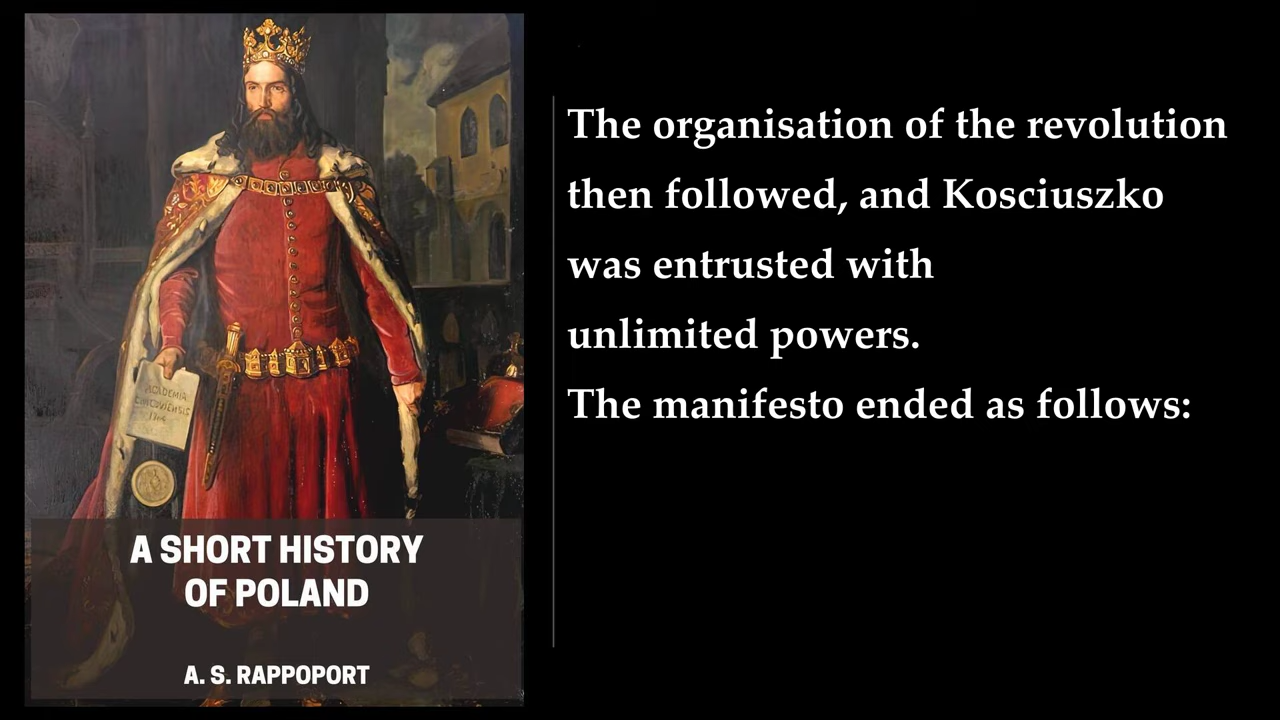 ACADEMIA
A SHORT HISTORY
OF POLAND
A. S. RAPPOPORT
The organisation of the revolution
then followed, and Kosciuszko
was entrusted with
unlimited powers.
The manifesto ended as follows: